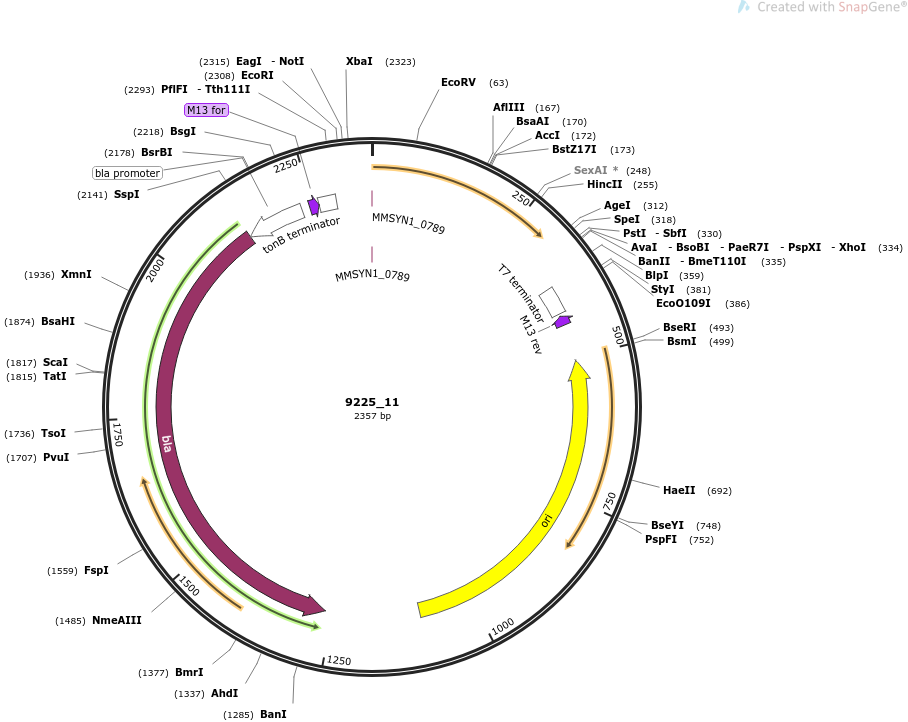 Created with SnapGene®
(2315) EagI - NotI
XbaI (2323)
(2308) EcoRI
EcoRV (63)
(2293) PflFI - Tth111I
M13 for
AflIII (167)
BsaAI (170)
(2218) BsgI
AccI (172)
(2178) BsrBI
BstZ17I (173)
bla promoter
SexAI * (248)
(2141) SspI
HincII (255)
2250
250
AgeI (312)
SpeI (318)
PstI - SbfI (330)
AvaI - BsoBI - PaeR7I - PspXI - XhoI (334)
BanII - BmeT110I (335)
BlpI (359)
StyI (381)
EcoO109I (386)
tonB terminator
MMSYN1_0789
MMSYN1_0789
2000
(1936) XmnI
T7 terminator
M13 rev
(1874) BsaHI
500
BseRI (493)
BsmI (499)
(1817) ScaI
(1815) TatI
9225_11
2357 bp
(1736) TsoI
1750
bla
(1707) PvuI
HaeII (692)
750
ori
BseYI (748)
PspFI (752)
(1559) FspI
1500
(1485) NmeAIII
1000
1250
(1377) BmrI
(1337) AhdI
(1285) BanI